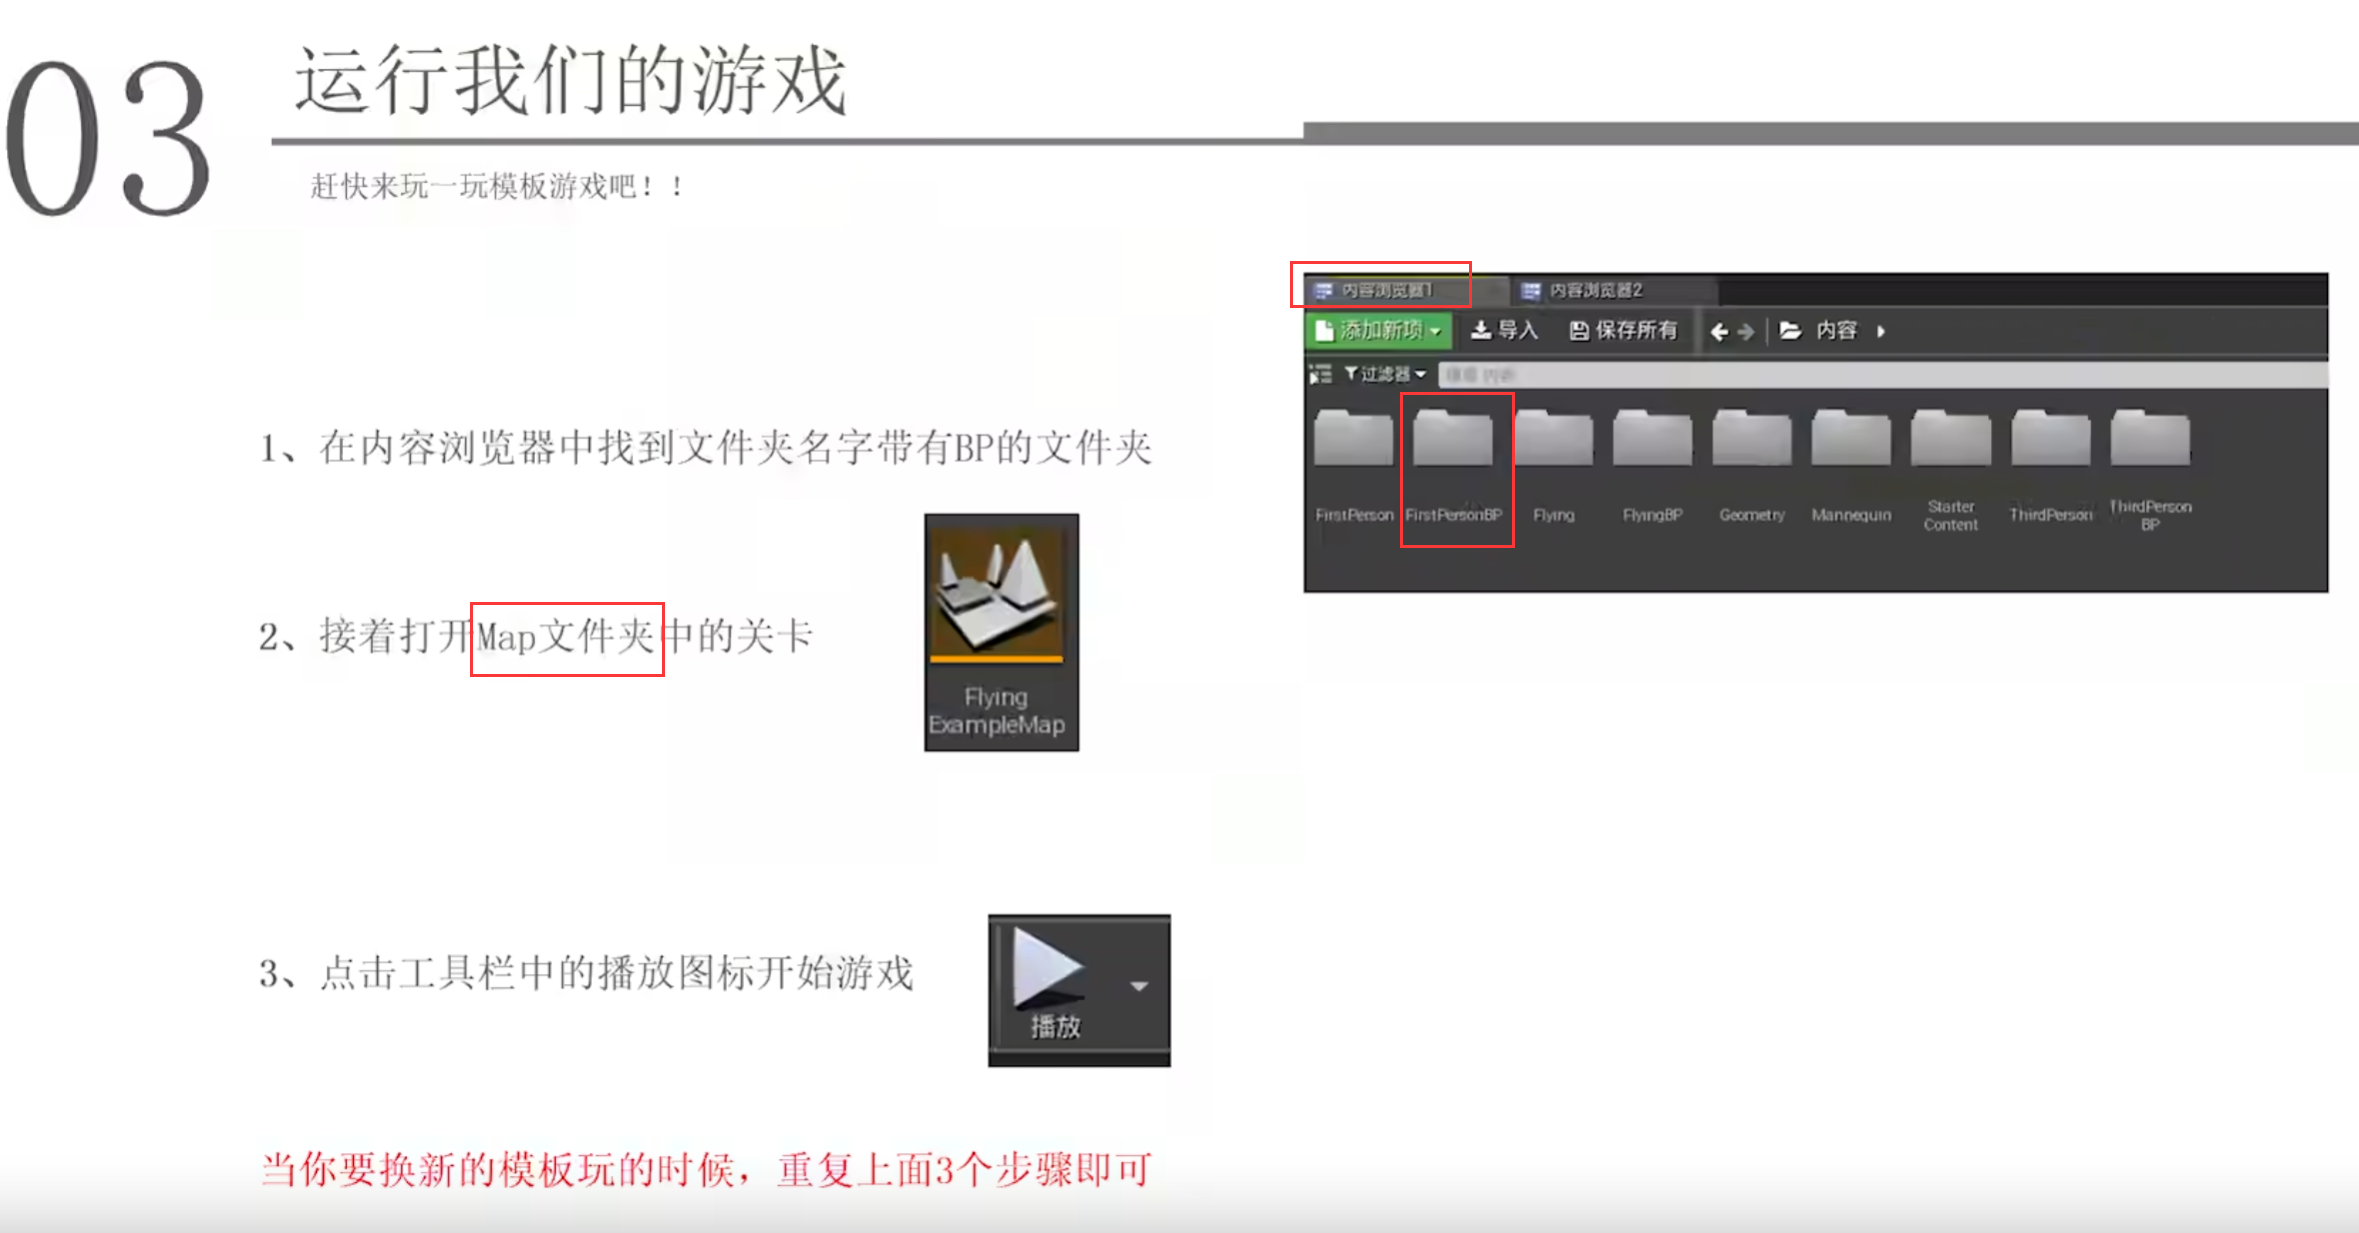 03
运行我们的游戏
赶快来玩一玩模板游戏吧！！
内容浏览器1 内容浏览器2
添加新项 导入 保存所有 内容
过滤器 搜索 内容
FirstPerson FirstPersonBP Flying FlyingBP Geometry Mannequin Starter Content ThirdPerson ThirdPerson BP
1、在内容浏览器中找到文件夹名字带有BP的文件夹
2、接着打开Map文件夹中的关卡
Flying
ExampleMap
3、点击工具栏中的播放图标开始游戏
播放
当你要换新的模板玩的时候，重复上面3个步骤即可